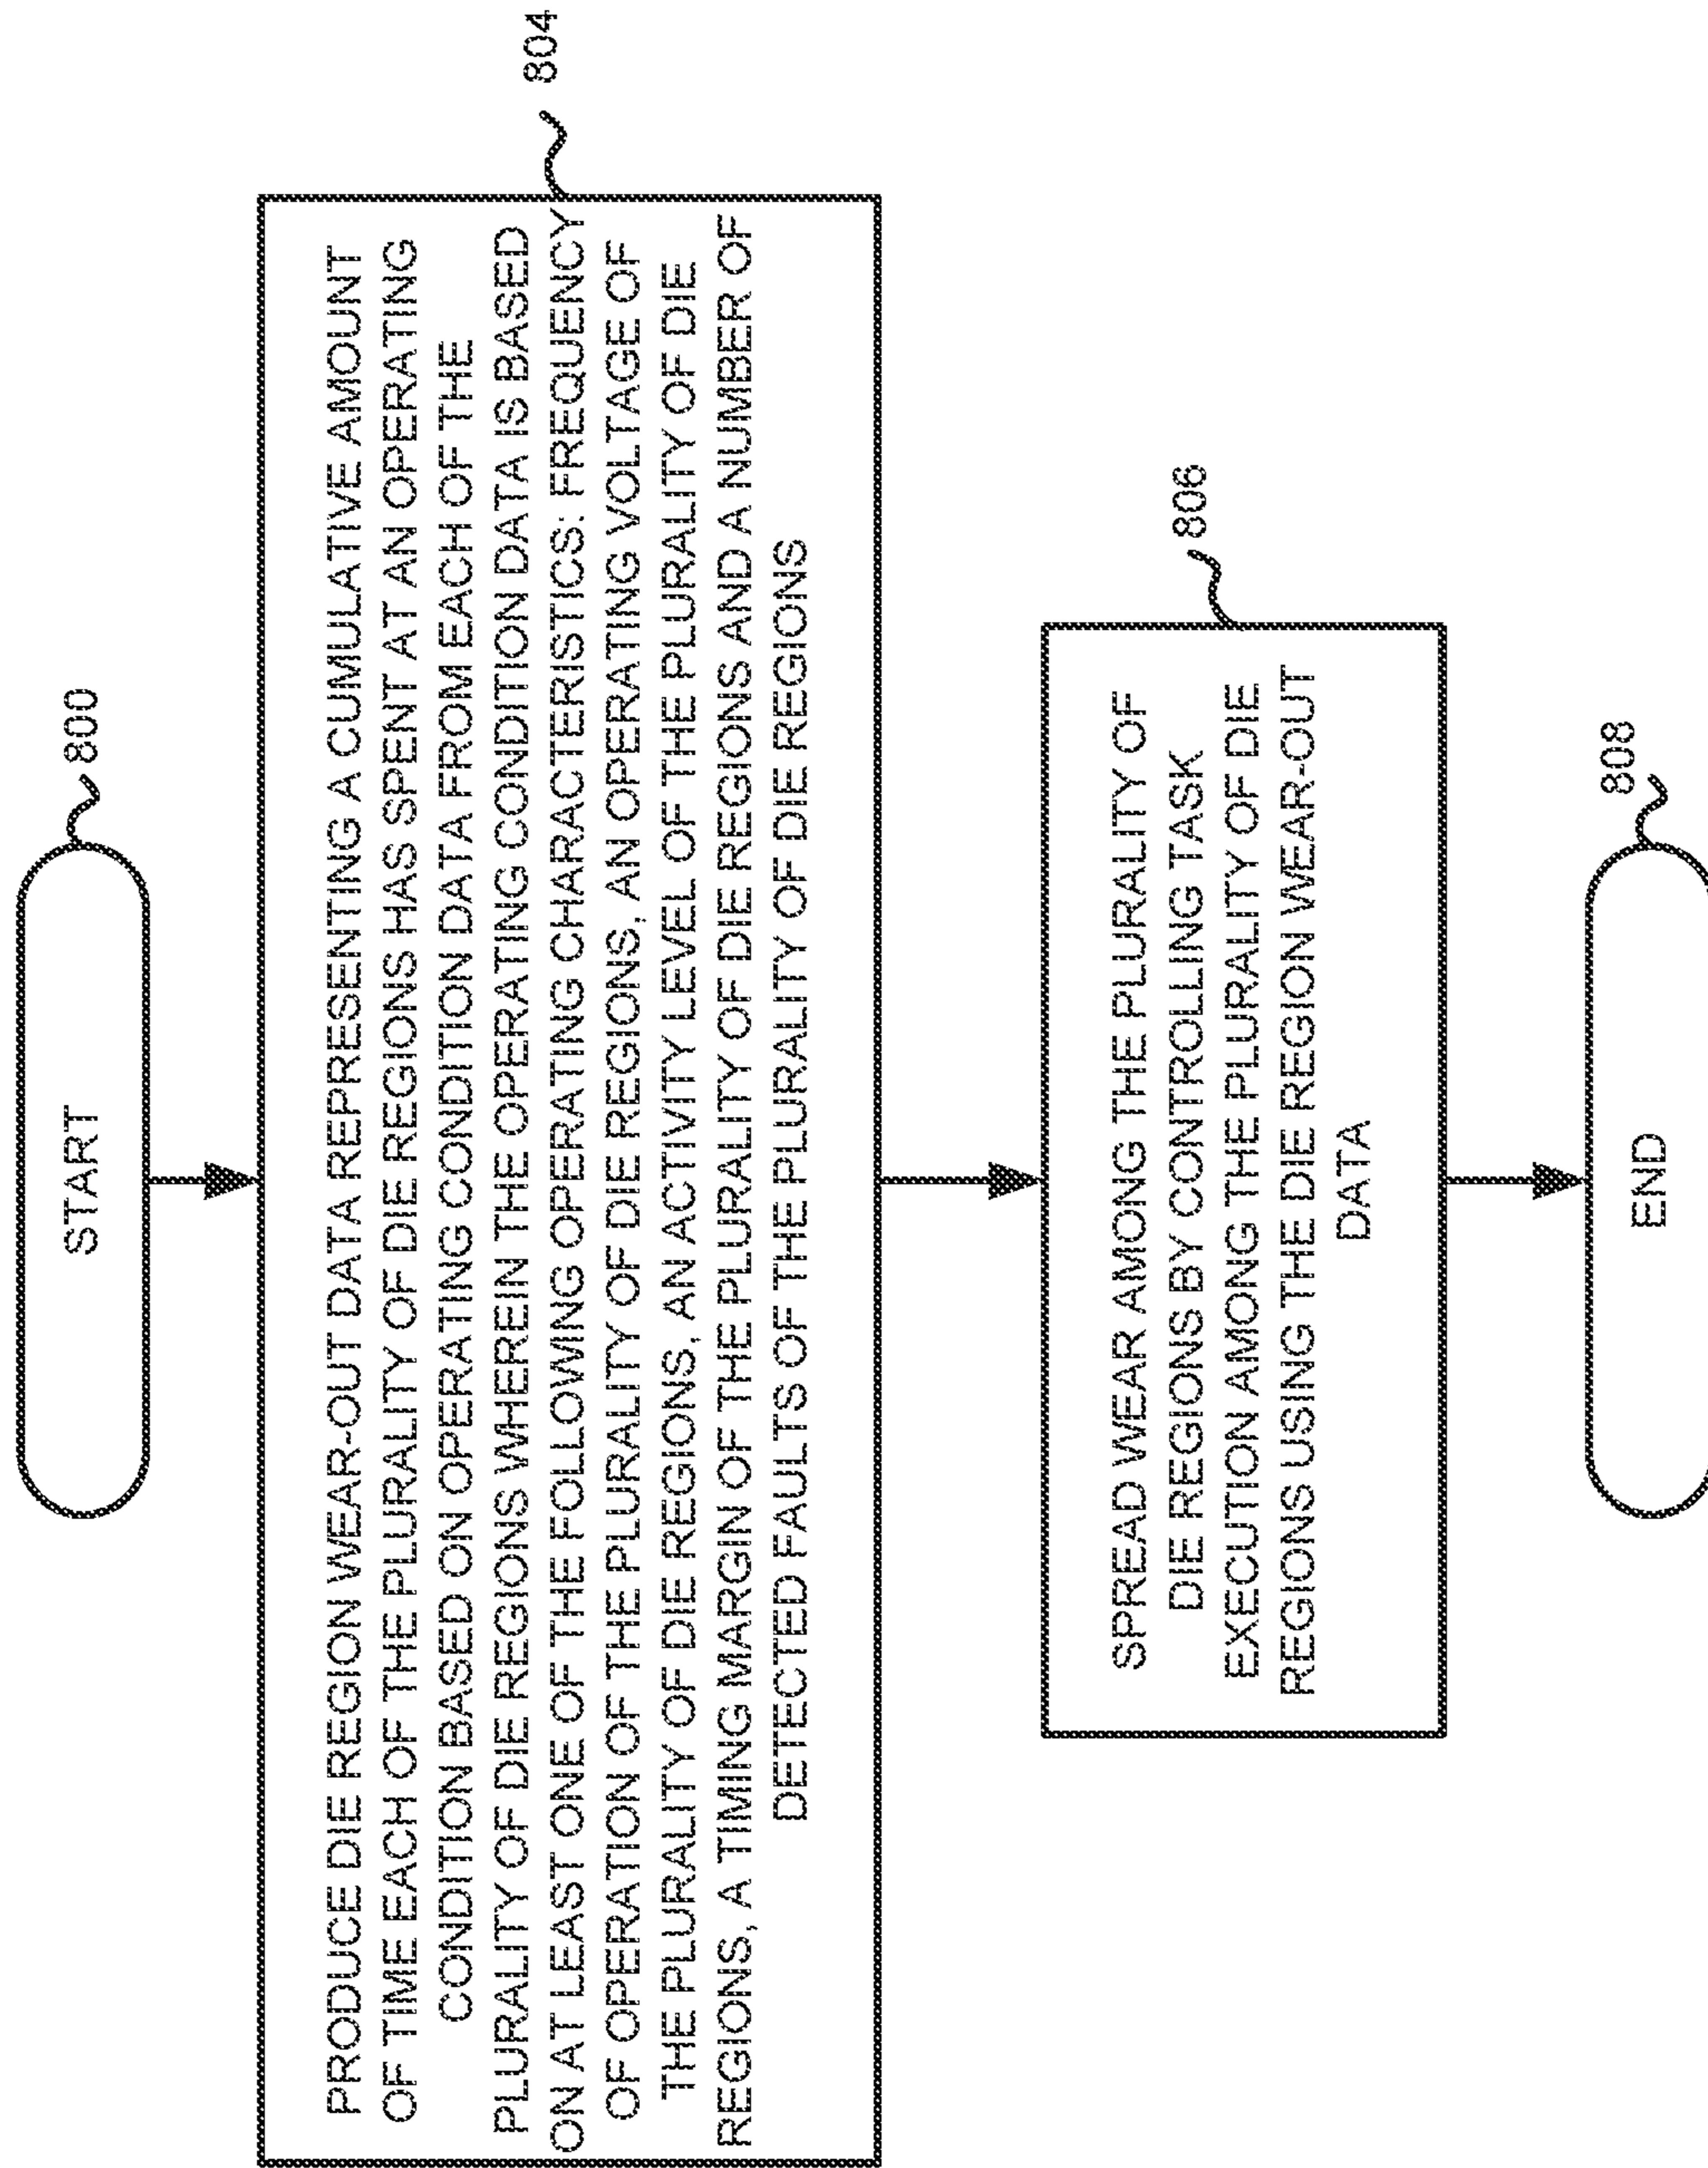 START
800
PRODUCE DIE REGION WEAR-OUT DATA REPRESENTING A CUMULATIVE AMOUNT
OF TIME EACH OF THE PLURALITY OF DIE REGIONS HAS SPENT AT AN OPERATING
CONDITION BASED ON OPERATING CONDITION DATA FROM EACH OF THE
PLURALITY OF DIE REGIONS WHEREIN THE OPERATING CONDITION DATA IS BASED
ON AT LEAST ONE OF THE FOLLOWING OPERATING CHARACTERISTICS: FREQUENCY
OF OPERATION OF THE PLURALITY OF DIE REGIONS, AN OPERATING VOLTAGE OF
THE PLURALITY OF DIE REGIONS, AN ACTIVITY LEVEL OF THE PLURALITY OF DIE
REGIONS, A TIMING MARGIN OF THE PLURALITY OF DIE REGIONS AND A NUMBER OF
DETECTED FAULTS OF THE PLURALITY OF DIE REGIONS
804
SPREAD WEAR AMONG THE PLURALITY OF
DIE REGIONS BY CONTROLLING TASK
EXECUTION AMONG THE PLURALITY OF DIE
REGIONS USING THE DIE REGION WEAR-OUT
DATA
806
END
808